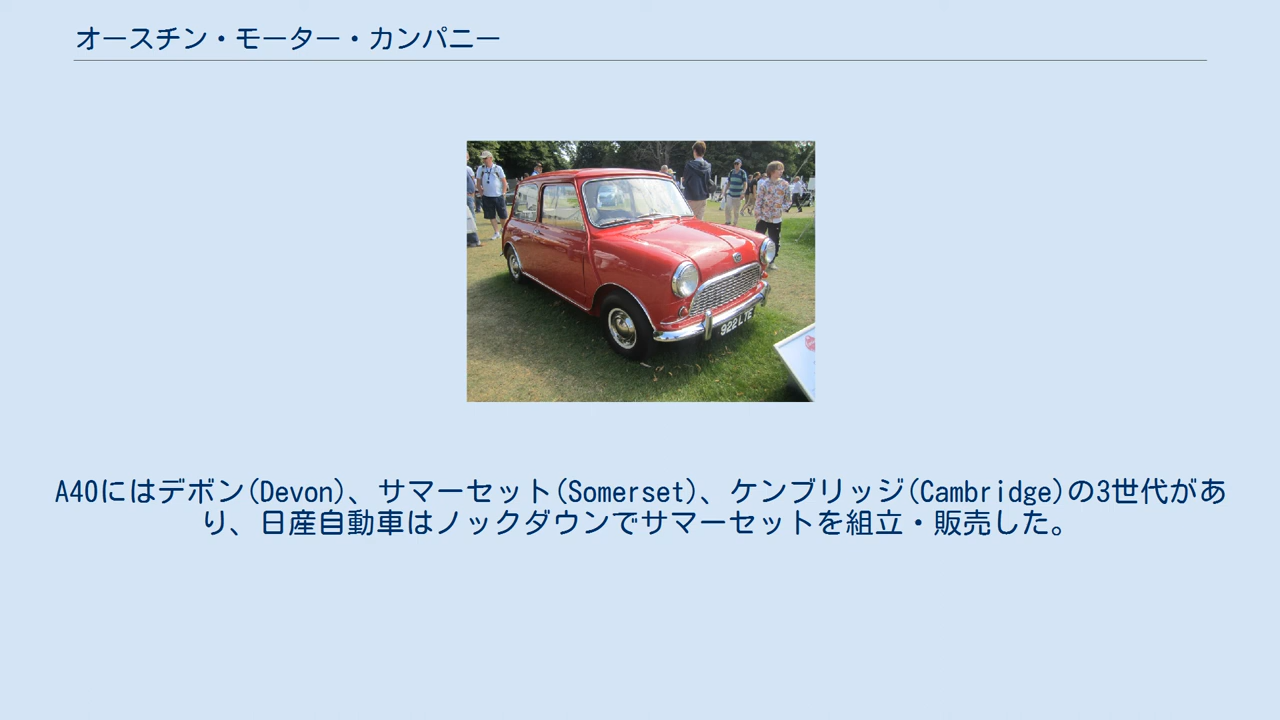 オースチン・モーター・カンパニー
922 LTE
A40にはデボン(Devon)、サマーセット(Somerset)、ケンブリッジ(Cambridge)の3世代があ
り、日産自動車はノックダウンでサマーセットを組立・販売した。